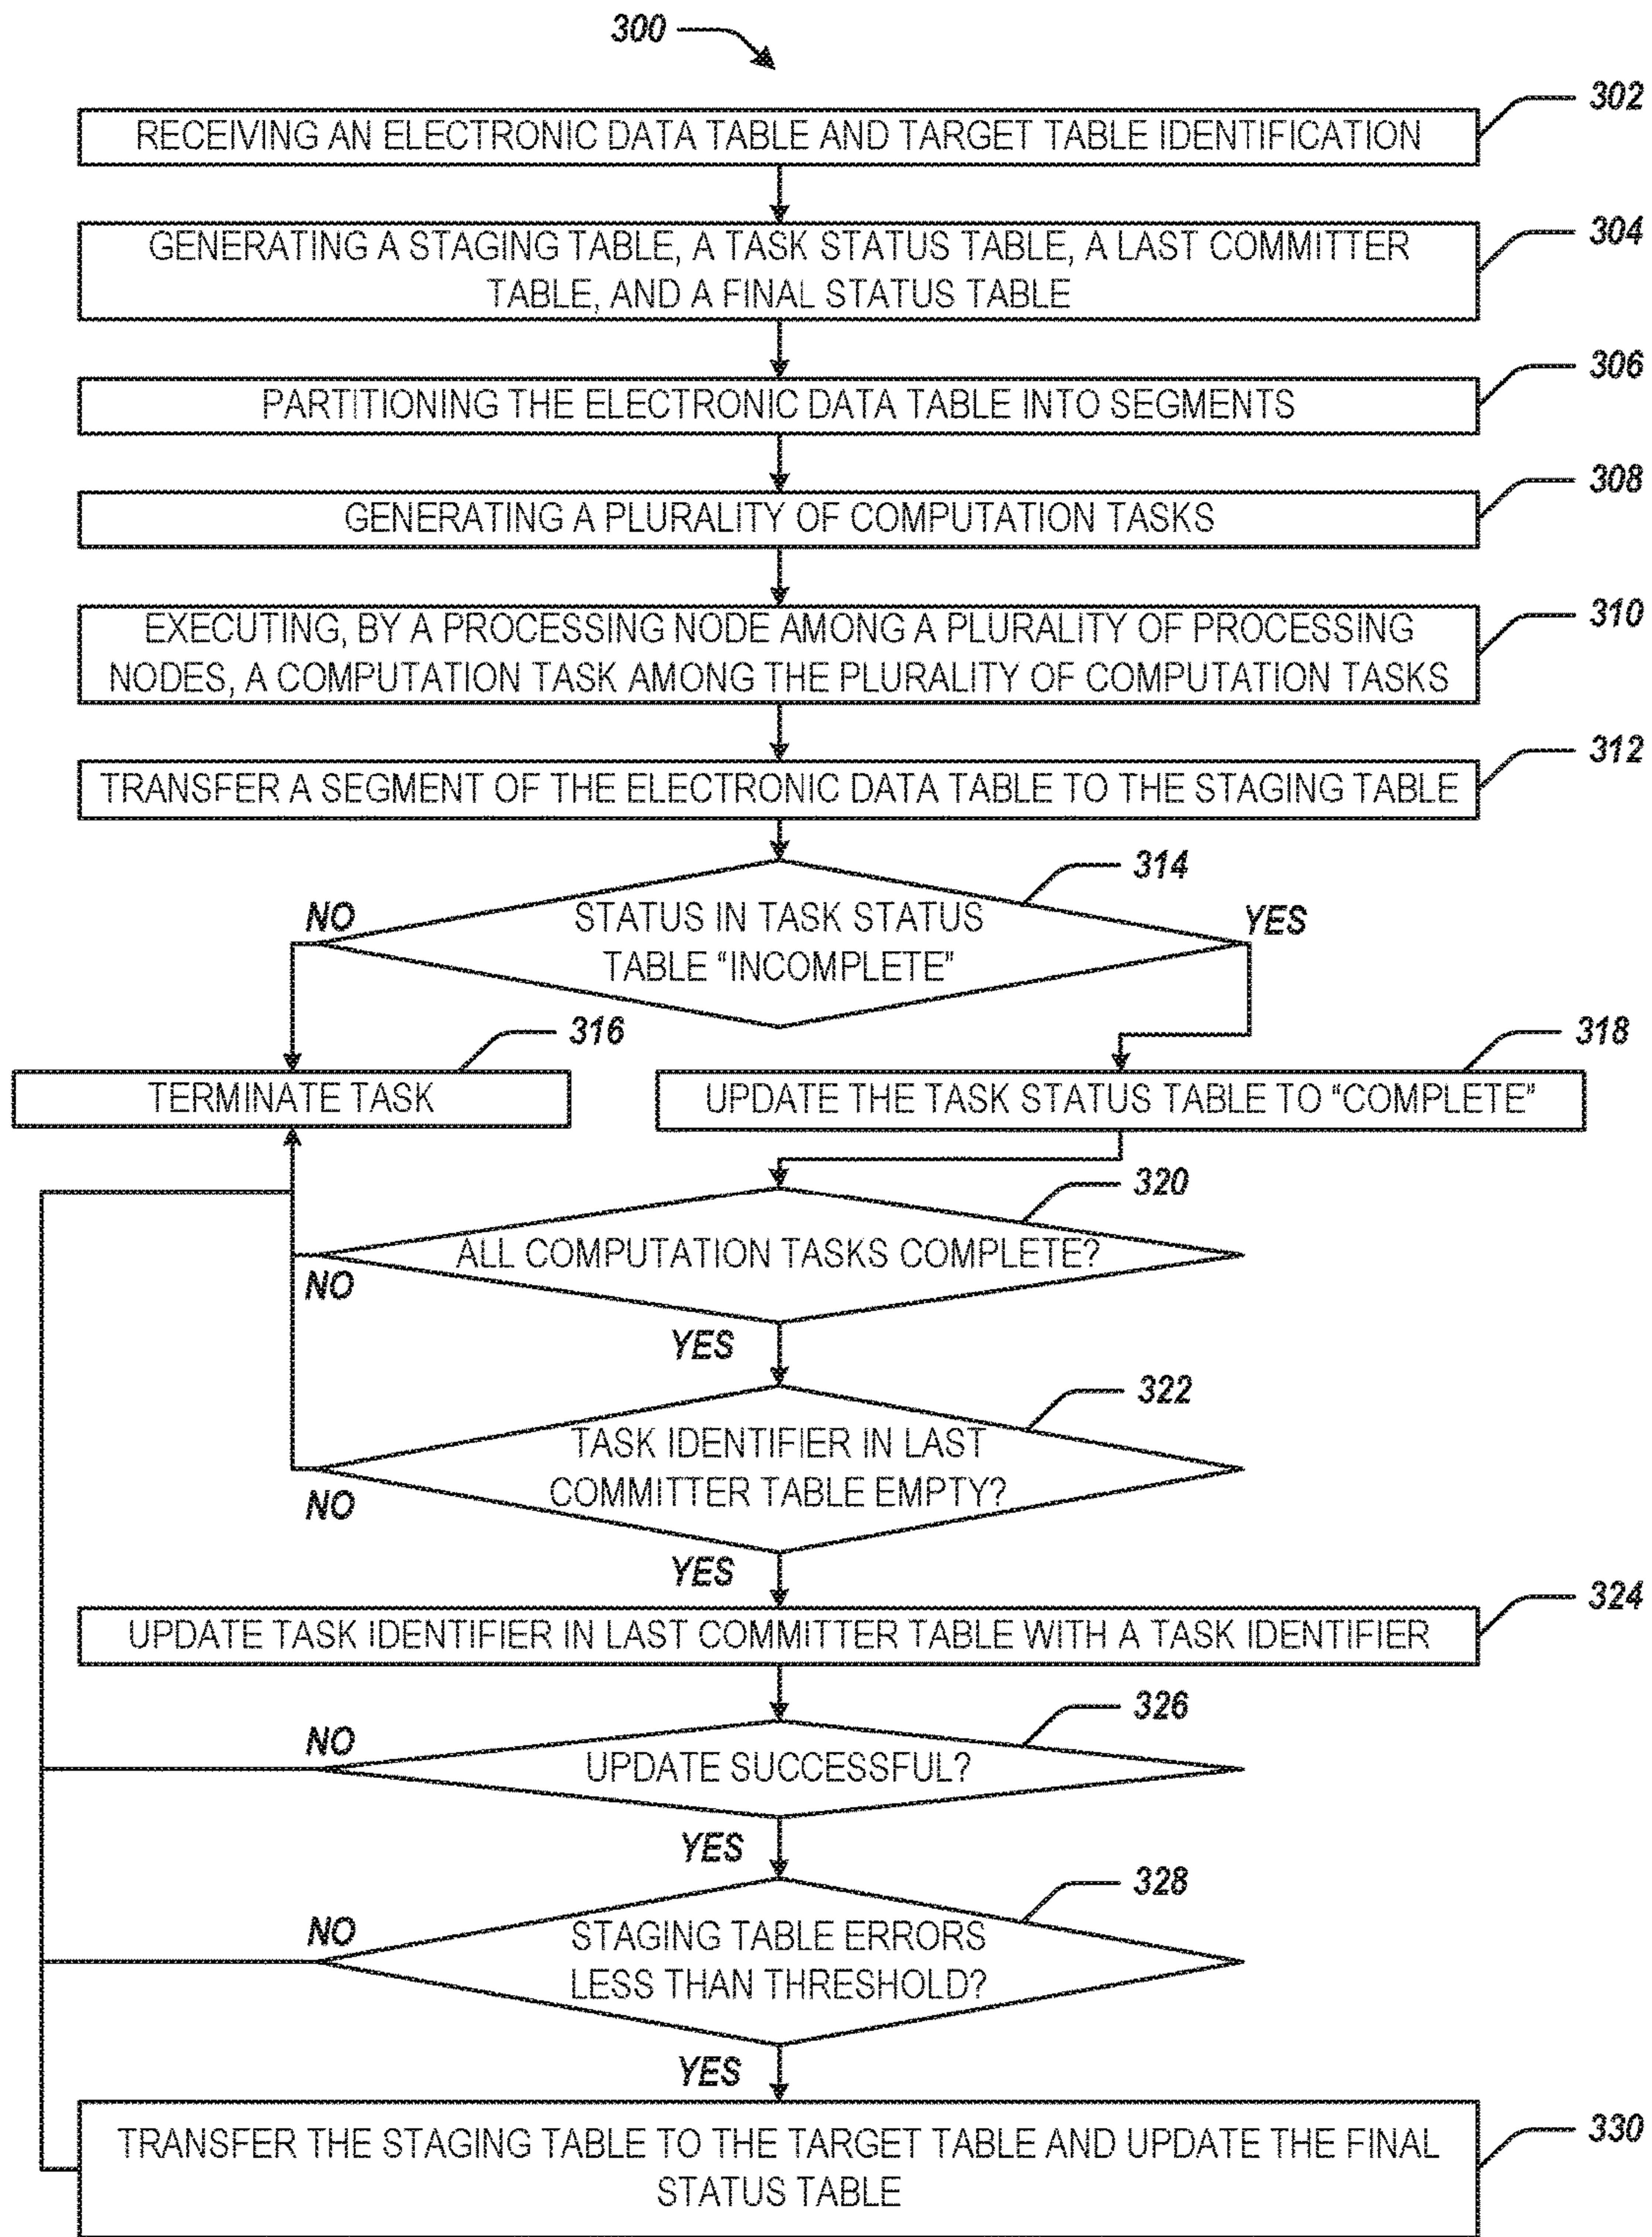 300
302
RECEIVING AN ELECTRONIC DATA TABLE AND TARGET TABLE IDENTIFICATION
304
GENERATING A STAGING TABLE, A TASK STATUS TABLE, A LAST COMMITTER
TABLE, AND A FINAL STATUS TABLE
306
PARTITIONING THE ELECTRONIC DATA TABLE INTO SEGMENTS
308
GENERATING A PLURALITY OF COMPUTATION TASKS
310
EXECUTING, BY A PROCESSING NODE AMONG A PLURALITY OF PROCESSING
NODES, A COMPUTATION TASK AMONG THE PLURALITY OF COMPUTATION TASKS
312
TRANSFER A SEGMENT OF THE ELECTRONIC DATA TABLE TO THE STAGING TABLE
314
NO
STATUS IN TASK STATUS
TABLE “INCOMPLETE”
YES
316
TERMINATE TASK
318
UPDATE THE TASK STATUS TABLE TO “COMPLETE”
320
ALL COMPUTATION TASKS COMPLETE?
NO
YES
322
TASK IDENTIFIER IN LAST
COMMITTER TABLE EMPTY?
NO
YES
324
UPDATE TASK IDENTIFIER IN LAST COMMITTER TABLE WITH A TASK IDENTIFIER
326
NO
UPDATE SUCCESSFUL?
YES
328
NO
STAGING TABLE ERRORS
LESS THAN THRESHOLD?
YES
330
TRANSFER THE STAGING TABLE TO THE TARGET TABLE AND UPDATE THE FINAL
STATUS TABLE